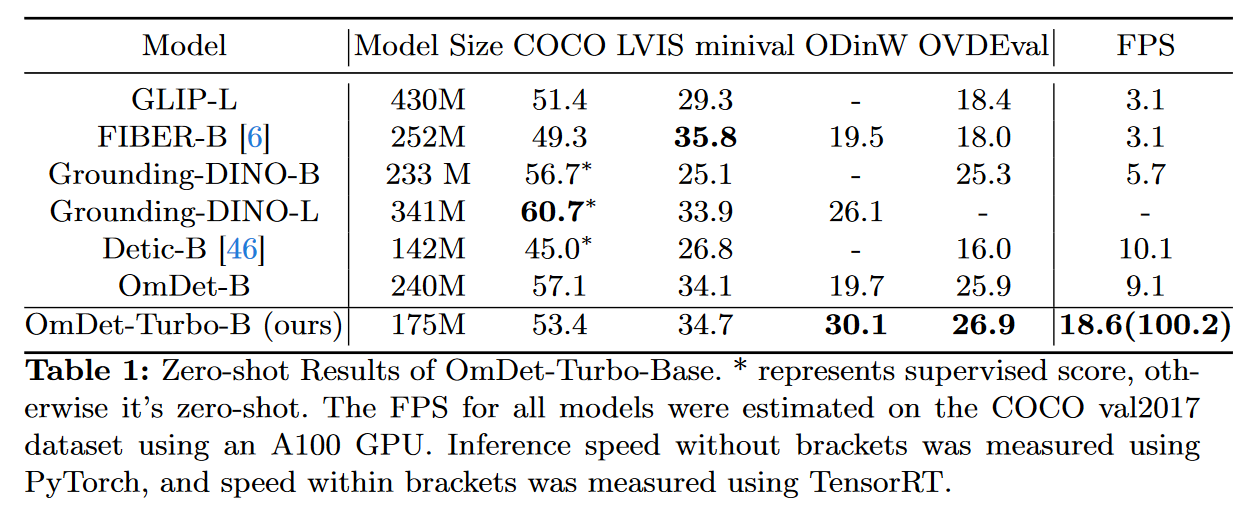 Model Model Size COCO LVIS minival ODinW OVDEval FPS
GLIP-L 430M 51.4 29.3 - 18.4 3.1
FIBER-B [6] 252M 49.3 35.8 19.5 18.0 3.1
Grounding-DINO-B 233 M 56.7* 25.1 - 25.3 5.7
Grounding-DINO-L 341M 60.7* 33.9 26.1 - -
Detic-B [46] 142M 45.0* 26.8 - 16.0 10.1
OmDet-B 240M 57.1 34.1 19.7 25.9 9.1
OmDet-Turbo-B (ours) 175M 53.4 34.7 30.1 26.9 18.6(100.2)
Table 1: Zero-shot Results of OmDet-Turbo-Base. * represents supervised score, oth-
erwise it's zero-shot. The FPS for all models were estimated on the COCO val2017
dataset using an A100 GPU. Inference speed without brackets was measured using
PyTorch, and speed within brackets was measured using TensorRT.